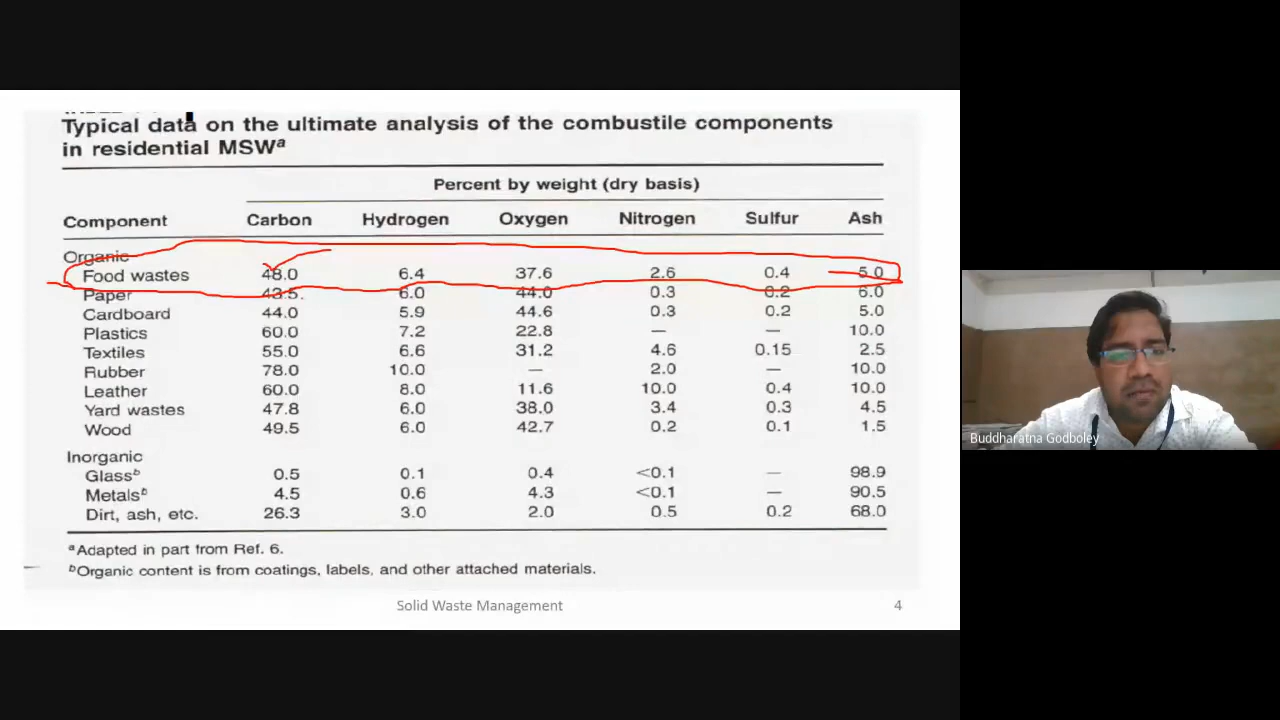 Typical data on the ultimate analysis of the combustile components
in residential MSWᵃ
Percent by weight (dry basis)
Component Carbon Hydrogen Oxygen Nitrogen Sulfur Ash
Organic
Food wastes 48.0 6.4 37.6 2.6 0.4 5.0
Paper 43.5 6.0 44.0 0.3 0.2 6.0
Cardboard 44.0 5.9 44.6 0.3 0.2 5.0
Plastics 60.0 7.2 22.8 — — 10.0
Textiles 55.0 6.6 31.2 4.6 0.15 2.5
Rubber 78.0 10.0 — 2.0 — 10.0
Leather 60.0 8.0 11.6 10.0 0.4 10.0
Yard wastes 47.8 6.0 38.0 3.4 0.3 4.5
Wood 49.5 6.0 42.7 0.2 0.1 1.5
Inorganic
Glassᵇ 0.5 0.1 0.4 <0.1 — 98.9
Metalsᵇ 4.5 0.6 4.3 <0.1 — 90.5
Dirt, ash, etc. 26.3 3.0 2.0 0.5 0.2 68.0
ᵃAdapted in part from Ref. 6.
ᵇOrganic content is from coatings, labels, and other attached materials.
Solid Waste Management 4
Buddharatna Godboley